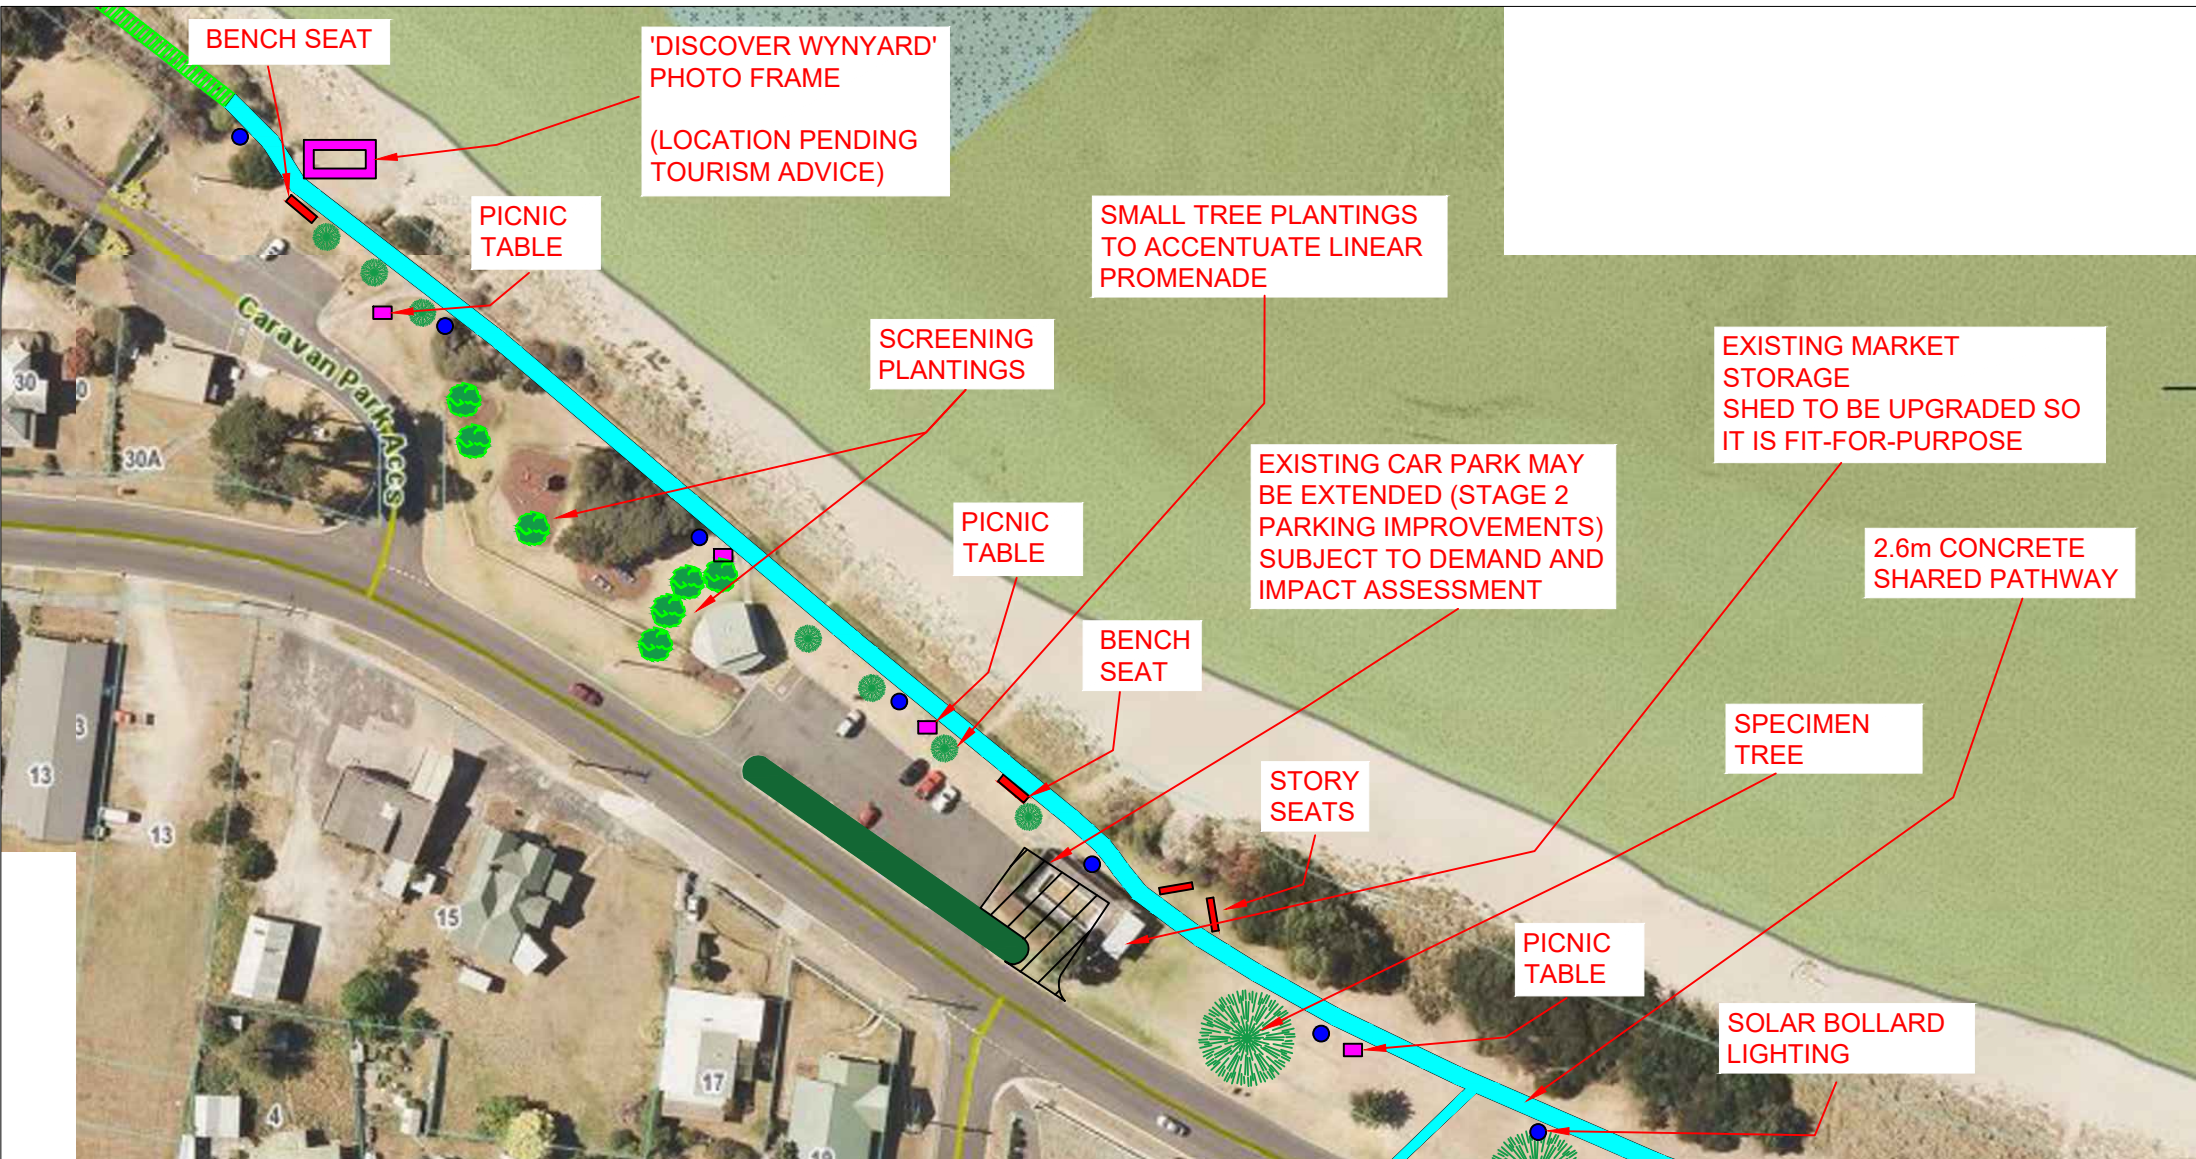 BENCH SEAT
'DISCOVER WYNYARD'
PHOTO FRAME
(LOCATION PENDING
TOURISM ADVICE)
PICNIC
TABLE
SMALL TREE PLANTINGS
TO ACCENTUATE LINEAR
PROMENADE
SCREENING
PLANTINGS
EXISTING MARKET
STORAGE
SHED TO BE UPGRADED SO
IT IS FIT-FOR-PURPOSE
Caravan Park Accs
30
30A
EXISTING CAR PARK MAY
BE EXTENDED (STAGE 2
PARKING IMPROVEMENTS)
SUBJECT TO DEMAND AND
IMPACT ASSESSMENT
PICNIC
TABLE
2.6m CONCRETE
SHARED PATHWAY
BENCH
SEAT
SPECIMEN
TREE
STORY
SEATS
3
13
13
15
PICNIC
TABLE
SOLAR BOLLARD
LIGHTING
17
4